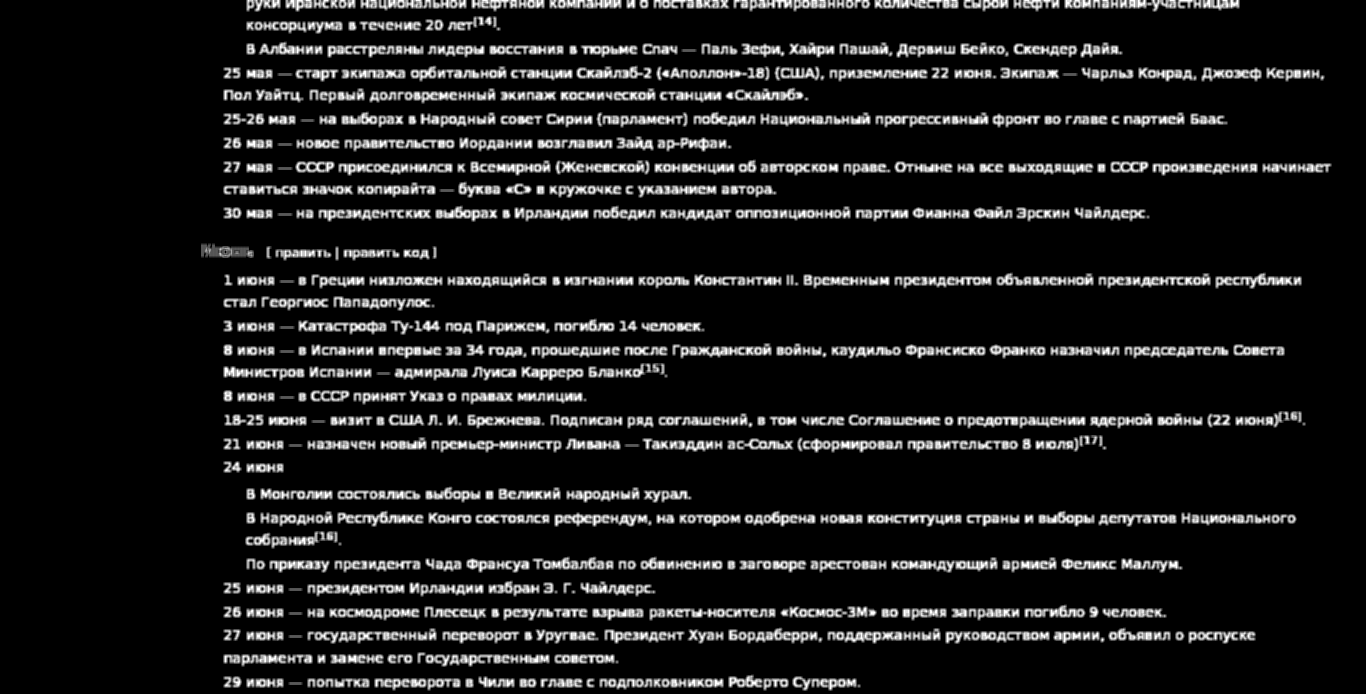 руки Иранской национальной нефтяной компании и о поставках гарантированного количества сырой нефти компаниям-участницам
консорциума в течение 20 лет[14].
В Албании расстреляны лидеры восстания в тюрьме Спач — Паль Зефи, Хайри Пашай, Дервиш Бейко, Скендер Дайя.
25 мая — старт экипажа орбитальной станции Скайлэб-2 («Аполлон»-18) (США), приземление 22 июня. Экипаж — Чарльз Конрад, Джозеф Кервин,
Пол Уайтц. Первый долговременный экипаж космической станции «Скайлэб».
25-26 мая — на выборах в Народный совет Сирии (парламент) победил Национальный прогрессивный фронт во главе с партией Баас.
26 мая — новое правительство Иордании возглавил Зайд ар-Рифаи.
27 мая — СССР присоединился к Всемирной (Женевской) конвенции об авторском праве. Отныне на все выходящие в СССР произведения начинает
ставиться значок копирайта — буква «С» в кружочке с указанием автора.
30 мая — на президентских выборах в Ирландии победил кандидат оппозиционной партии Фианна Файл Эрскин Чайлдерс.
[ править | править код ]
1 июня — в Греции низложен находящийся в изгнании король Константин II. Временным президентом объявленной президентской республики
стал Георгиос Пападопулос.
3 июня — Катастрофа Ту-144 под Парижем, погибло 14 человек.
8 июня — в Испании впервые за 34 года, прошедшие после Гражданской войны, каудильо Франсиско Франко назначил председатель Совета
Министров Испании — адмирала Луиса Карреро Бланко[15].
8 июня — в СССР принят Указ о правах милиции.
18-25 июня — визит в США Л. И. Брежнева. Подписан ряд соглашений, в том числе Соглашение о предотвращении ядерной войны (22 июня)[16].
21 июня — назначен новый премьер-министр Ливана — Такиэддин ас-Сольх (сформировал правительство 8 июля)[17].
24 июня
В Монголии состоялись выборы в Великий народный хурал.
В Народной Республике Конго состоялся референдум, на котором одобрена новая конституция страны и выборы депутатов Национального
собрания[16].
По приказу президента Чада Франсуа Томбалбая по обвинению в заговоре арестован командующий армией Феликс Маллум.
25 июня — президентом Ирландии избран Э. Г. Чайлдерс.
26 июня — на космодроме Плесецк в результате взрыва ракеты-носителя «Космос-3М» во время заправки погибло 9 человек.
27 июня — государственный переворот в Уругвае. Президент Хуан Бордаберри, поддержанный руководством армии, объявил о роспуске
парламента и замене его Государственным советом.
29 июня — попытка переворота в Чили во главе с подполковником Роберто Супером.